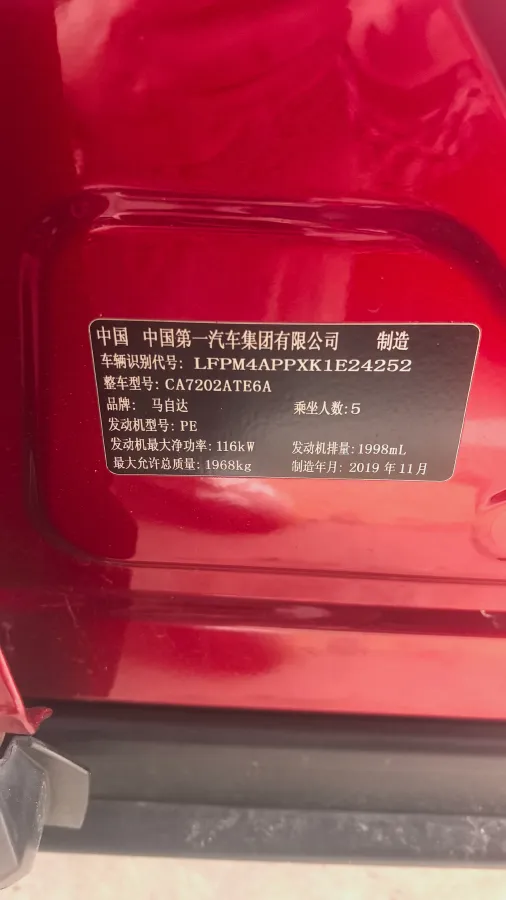 中国 中国第一汽车集团有限公司 制造
车辆识别代号: LFPM4APPXK1E24252
整车型号: CA7202ATE6A
品牌: 马自达 乘坐人数: 5
发动机型号: PE
发动机最大净功率: 116kW 发动机排量: 1998mL
最大允许总质量: 1968kg 制造年月: 2019 年 11月